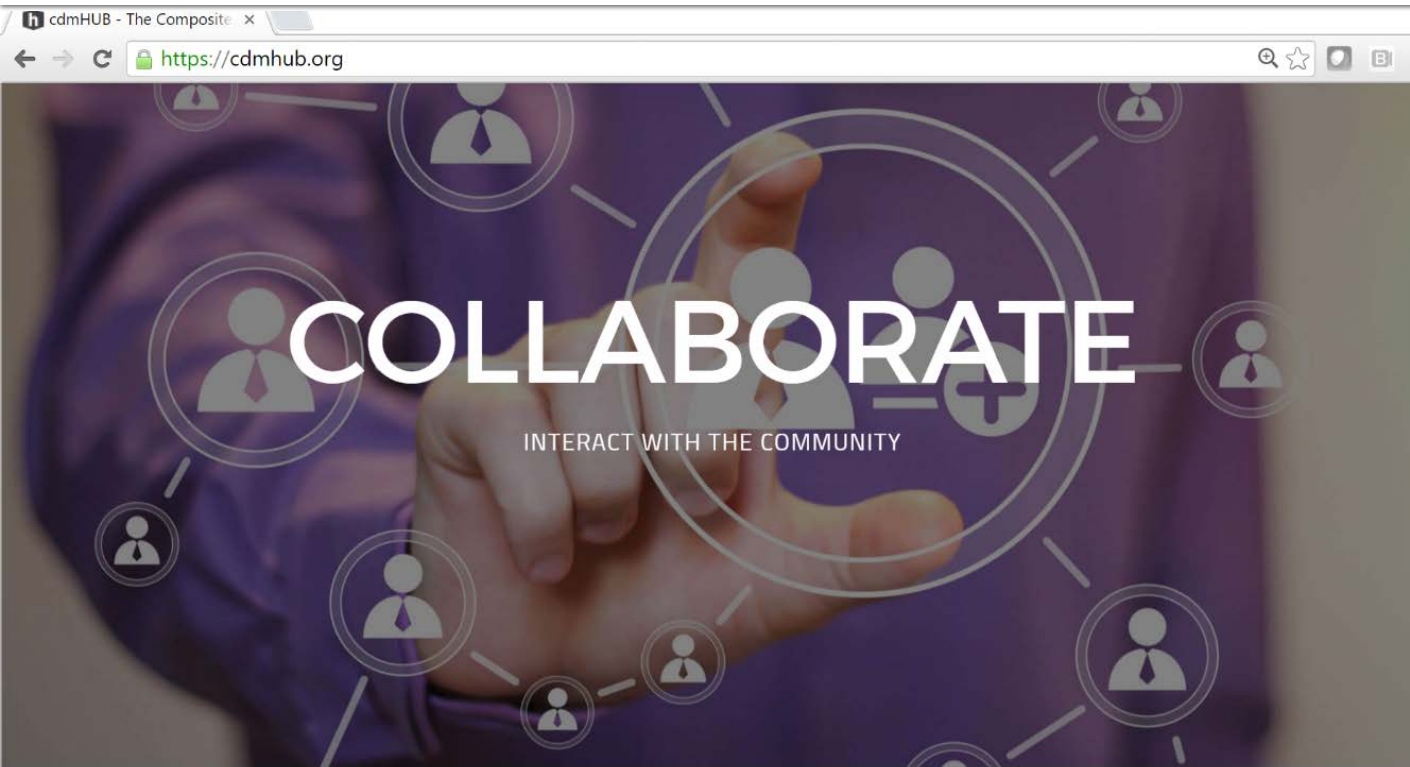 cdmHUB - The Composite
https://cdmhub.org
COLLABORATE
INTERACT WITH THE COMMUNITY